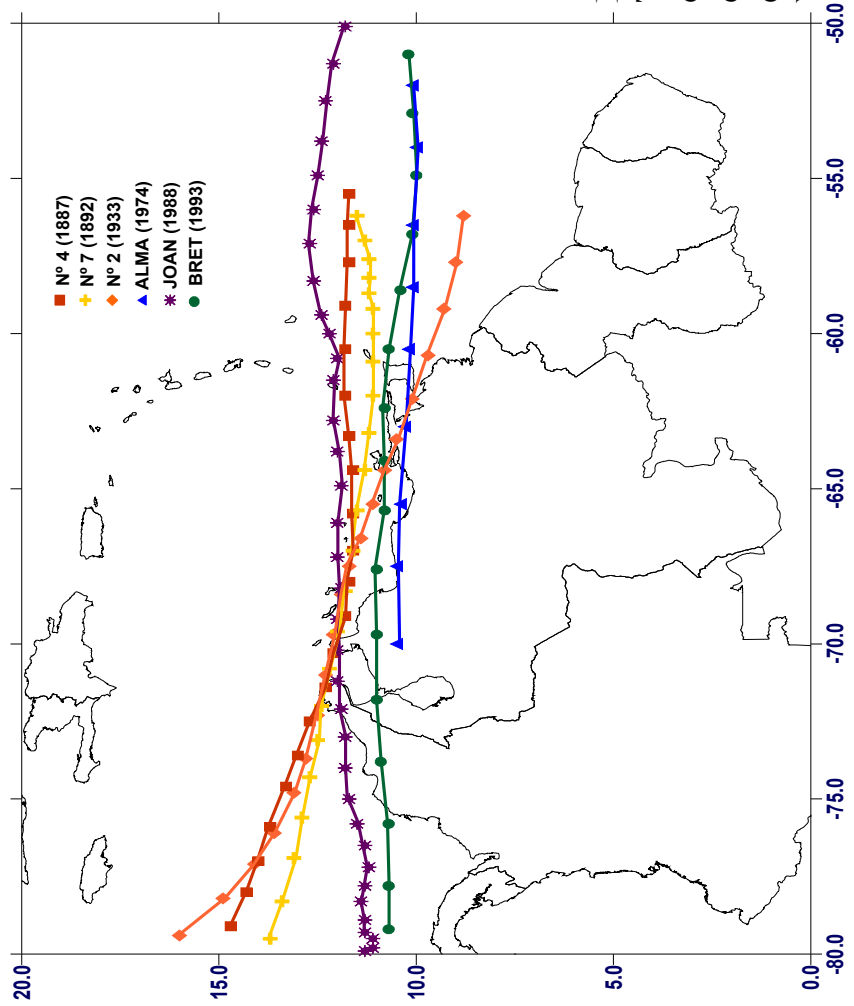 Nº 4 (1887)
Nº 7 (1892)
Nº 2 (1933)
ALMA (1974)
JOAN (1988)
BRET (1993)
20.0
15.0
10.0
5.0
0.0
-80.0
-75.0
-70.0
-65.0
-60.0
-55.0
-50.0